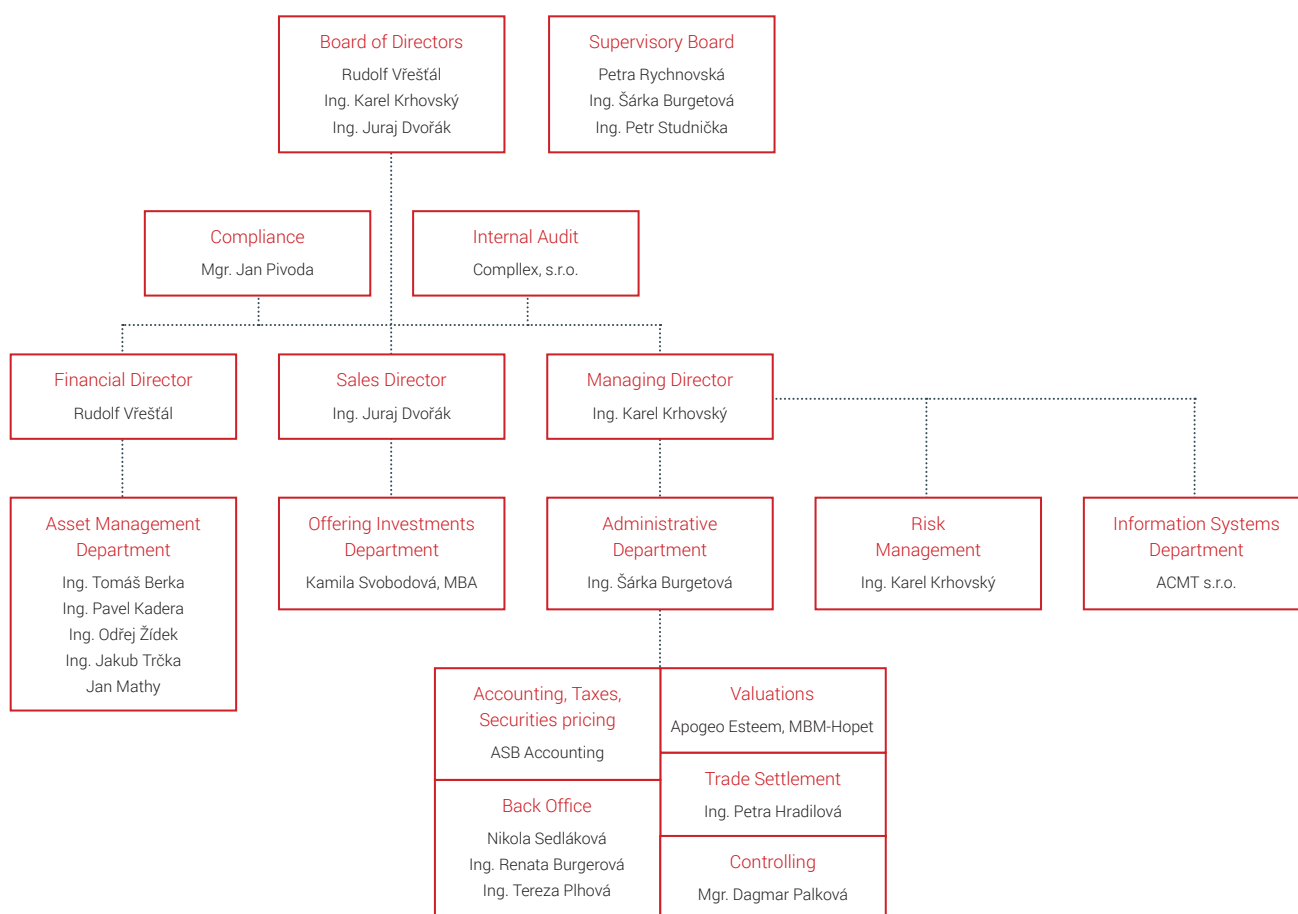 Board of Directors
Rudolf Vřešťál
Ing. Karel Krhovský
Ing. Juraj Dvořák
Supervisory Board
Petra Rychnovská
Ing. Šárka Burgetová
Ing. Petr Studnička
Compliance
Mgr. Jan Pivoda
Internal Audit
Compllex, s.r.o.
Financial Director
Rudolf Vřešťál
Sales Director
Ing. Juraj Dvořák
Managing Director
Ing. Karel Krhovský
Asset Management
Department
Ing. Tomáš Berka
Ing. Pavel Kadera
Ing. Odřej Žídek
Ing. Jakub Trčka
Jan Mathy
Offering Investments
Department
Kamila Svobodová, MBA
Administrative
Department
Ing. Šárka Burgetová
Risk
Management
Ing. Karel Krhovský
Information Systems
Department
ACMT s.r.o.
Accounting, Taxes,
Securities pricing
ASB Accounting
Back Office
Nikola Sedláková
Ing. Renata Burgerová
Ing. Tereza Plhová
Valuations
Apogeo Esteem, MBM-Hopet
Trade Settlement
Ing. Petra Hradilová
Controlling
Mgr. Dagmar Palková